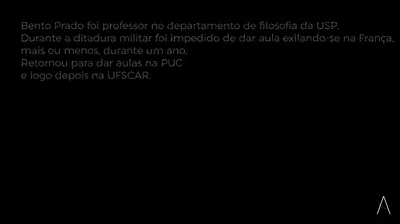 Bento Prado foi professor no departamento de filosofia da USP.
Durante a ditadura militar foi impedido de dar aula exilando-se na França,
mais ou menos, durante um ano,
Retornou para dar aulas na PUC
e logo depois na UFSCAR.